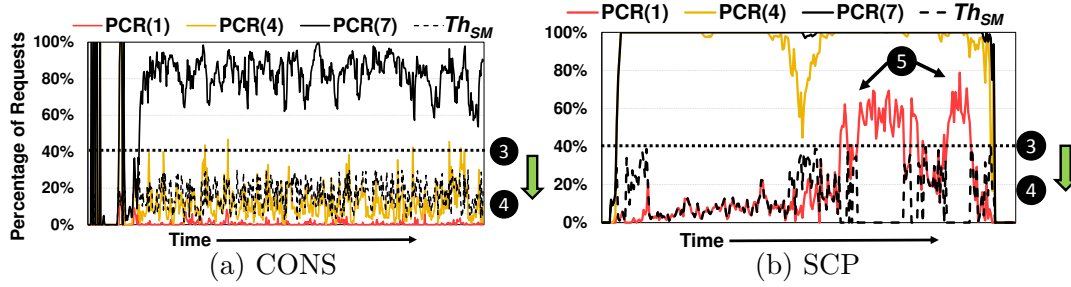 PCR(1) PCR(4) PCR(7) ThSM
Percentage of Requests
100%
80%
60%
40%
20%
0%
3
4
Time
(a) CONS
PCR(1) PCR(4) PCR(7) ThSM
100%
80%
60%
40%
20%
0%
5
3
4
Time
(b) SCP